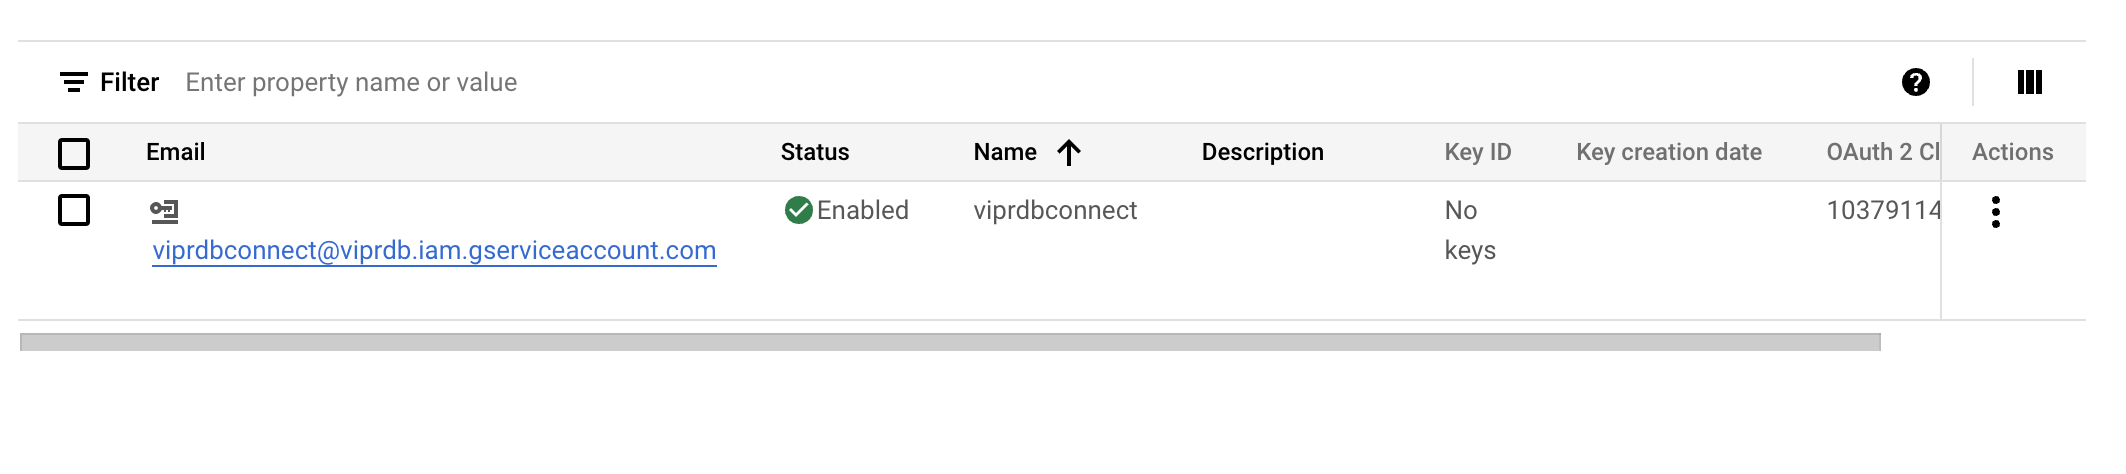 Filter Enter property name or value
Email Status Name Description Key ID Key creation date OAuth 2 Cl Actions
Enabled viprdbconnect No keys 10379114
viprdbconnect@viprdb.iam.gserviceaccount.com